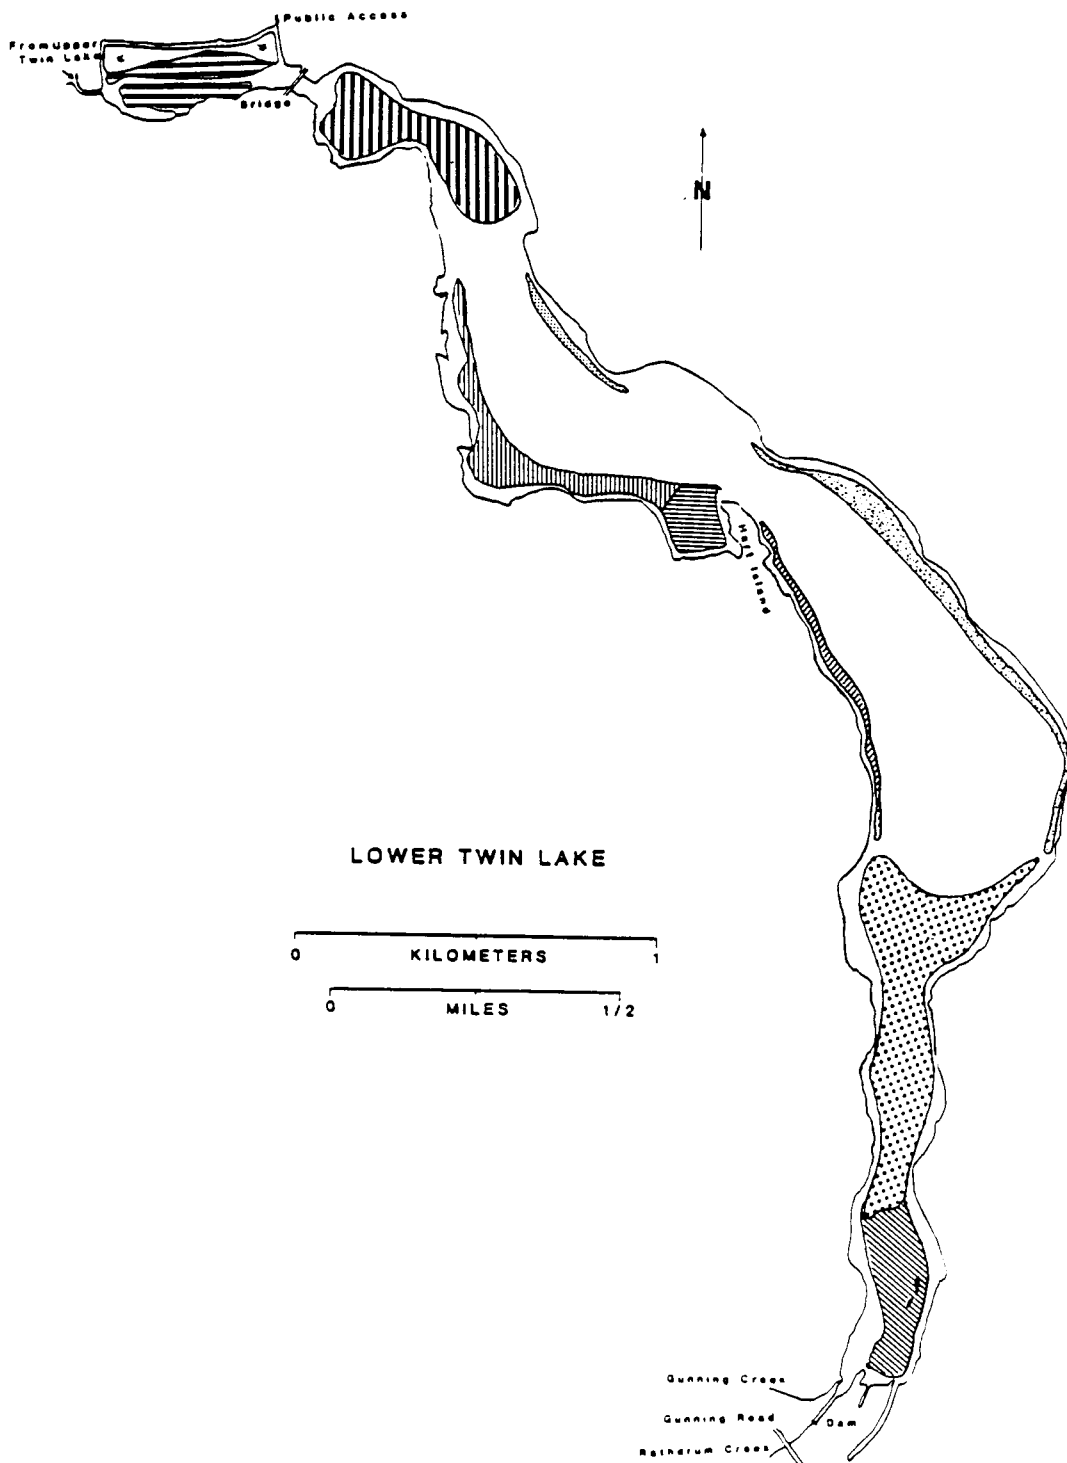 Public Access
From Upper
Twin Lake
Bridge
N
Hart Island
LOWER TWIN LAKE
0 1
KILOMETERS
0 1/2
MILES
Gunning Creek
Gunning Road
Dam
Rathdrum Creek